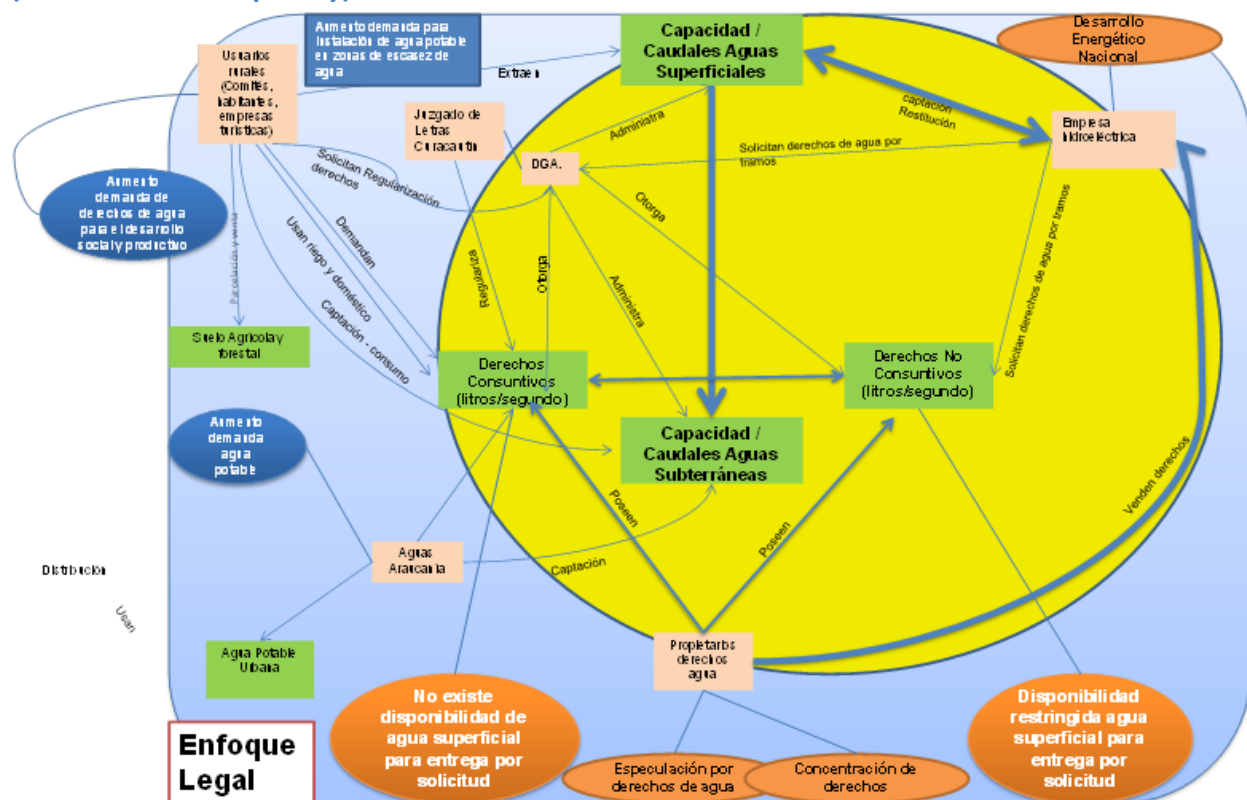 Aumento demanda para
instalación de agua potable
en zonas de escasez de
agua
Usuarios
rurales
(Comités,
habitantes,
empresas
turísticas)
Extraen
Capacidad /
Caudales Aguas
Superficiales
Desarrollo
Energético
Nacional
captación
Restitución
Empresa
hidroeléctrica
Juzgado de
Letras
Curacautín
Administra
DGA.
Solicitan derechos de agua por
tramos
Solicitan Regularización
derechos
Aumento
demanda de
derechos de agua
para el desarrollo
social y productivo
Parcelación y venta
Demandan
Usan riego y doméstico
Captación - consumo
Regulariza
Otorga
Administra
Otorga
Solicitan derechos de agua por tramos
Suelo Agrícola y
forestal
Derechos
Consuntivos
(litros/segundo)
Derechos No
Consuntivos
(litros/segundo)
Capacidad /
Caudales Aguas
Subterráneas
Aumento
demanda
agua
potable
Poseen
Poseen
Venden derechos
Aguas
Araucanía
Captación
Distribución
Usan
Agua Potable
Urbana
Propietarios
derechos
agua
No existe
disponibilidad de
agua superficial
para entrega por
solicitud
Disponibilidad
restringida agua
superficial para
entrega por
solicitud
Enfoque
Legal
Especulación por
derechos de agua
Concentración de
derechos